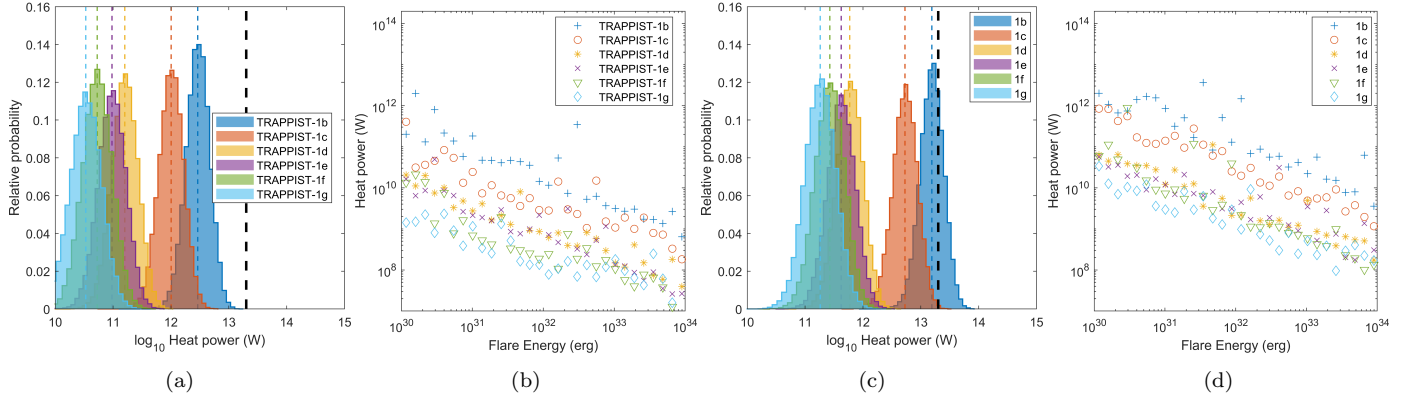 0.16
0.14
0.12
0.1
0.08
0.06
0.04
0.02
0
Relative probability
10 11 12 13 14 15
log10 Heat power (W)
TRAPPIST-1b
TRAPPIST-1c
TRAPPIST-1d
TRAPPIST-1e
TRAPPIST-1f
TRAPPIST-1g
(a)
10^14
10^12
10^10
10^8
Heat power (W)
10^30 10^31 10^32 10^33 10^34
Flare Energy (erg)
TRAPPIST-1b
TRAPPIST-1c
TRAPPIST-1d
TRAPPIST-1e
TRAPPIST-1f
TRAPPIST-1g
(b)
0.16
0.14
0.12
0.1
0.08
0.06
0.04
0.02
0
Relative probability
10 11 12 13 14 15
log10 Heat power (W)
1b
1c
1d
1e
1f
1g
(c)
10^14
10^12
10^10
10^8
Heat power (W)
10^30 10^31 10^32 10^33 10^34
Flare Energy (erg)
1b
1c
1d
1e
1f
1g
(d)